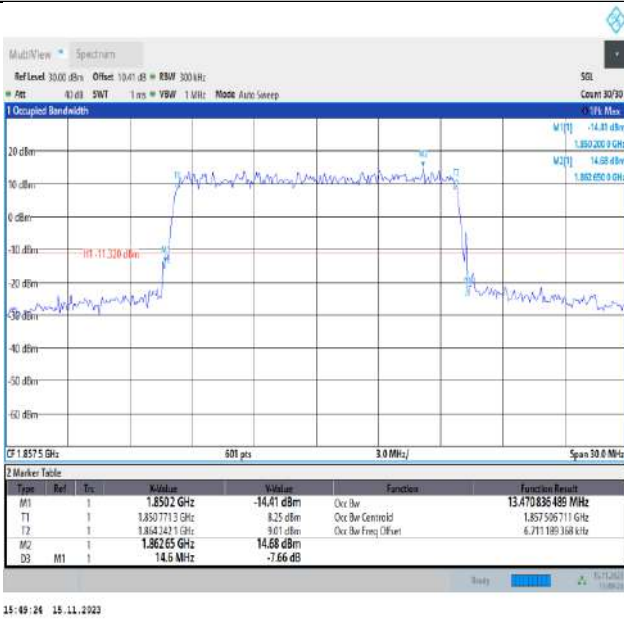 MultiView Spectrum
Ref Level 30.00 dBm Offset 10.41 dB RBW 300 kHz SGL
Att 40 dB SWT 1 ms VBW 1 MHz Mode Auto Sweep Count 30/30
1 Occupied Bandwidth 1Pk Max
M1[1] -14.41 dBm
1.850 200 0 GHz
M2[1] 14.68 dBm
1.862 650 0 GHz
20 dBm
10 dBm
0 dBm
-10 dBm
H1 -11.320 dBm
-20 dBm
-30 dBm
-40 dBm
-50 dBm
-60 dBm
CF 1.8575 GHz 601 pts 3.0 MHz/ Span 30.0 MHz
2 Marker Table
Type Ref Trc X-Value Y-Value Function Function Result
M1 1 1.8502 GHz -14.41 dBm Occ Bw 13.470 836 489 MHz
T1 1 1.8507713 GHz 8.25 dBm Occ Bw Centroid 1.857 506 711 GHz
T2 1 1.8642421 GHz 9.01 dBm Occ Bw Freq Offset 6.711 189 368 kHz
M2 1 1.86265 GHz 14.68 dBm
D3 M1 1 14.6 MHz -7.66 dB
Ready
15:49:24 15.11.2023